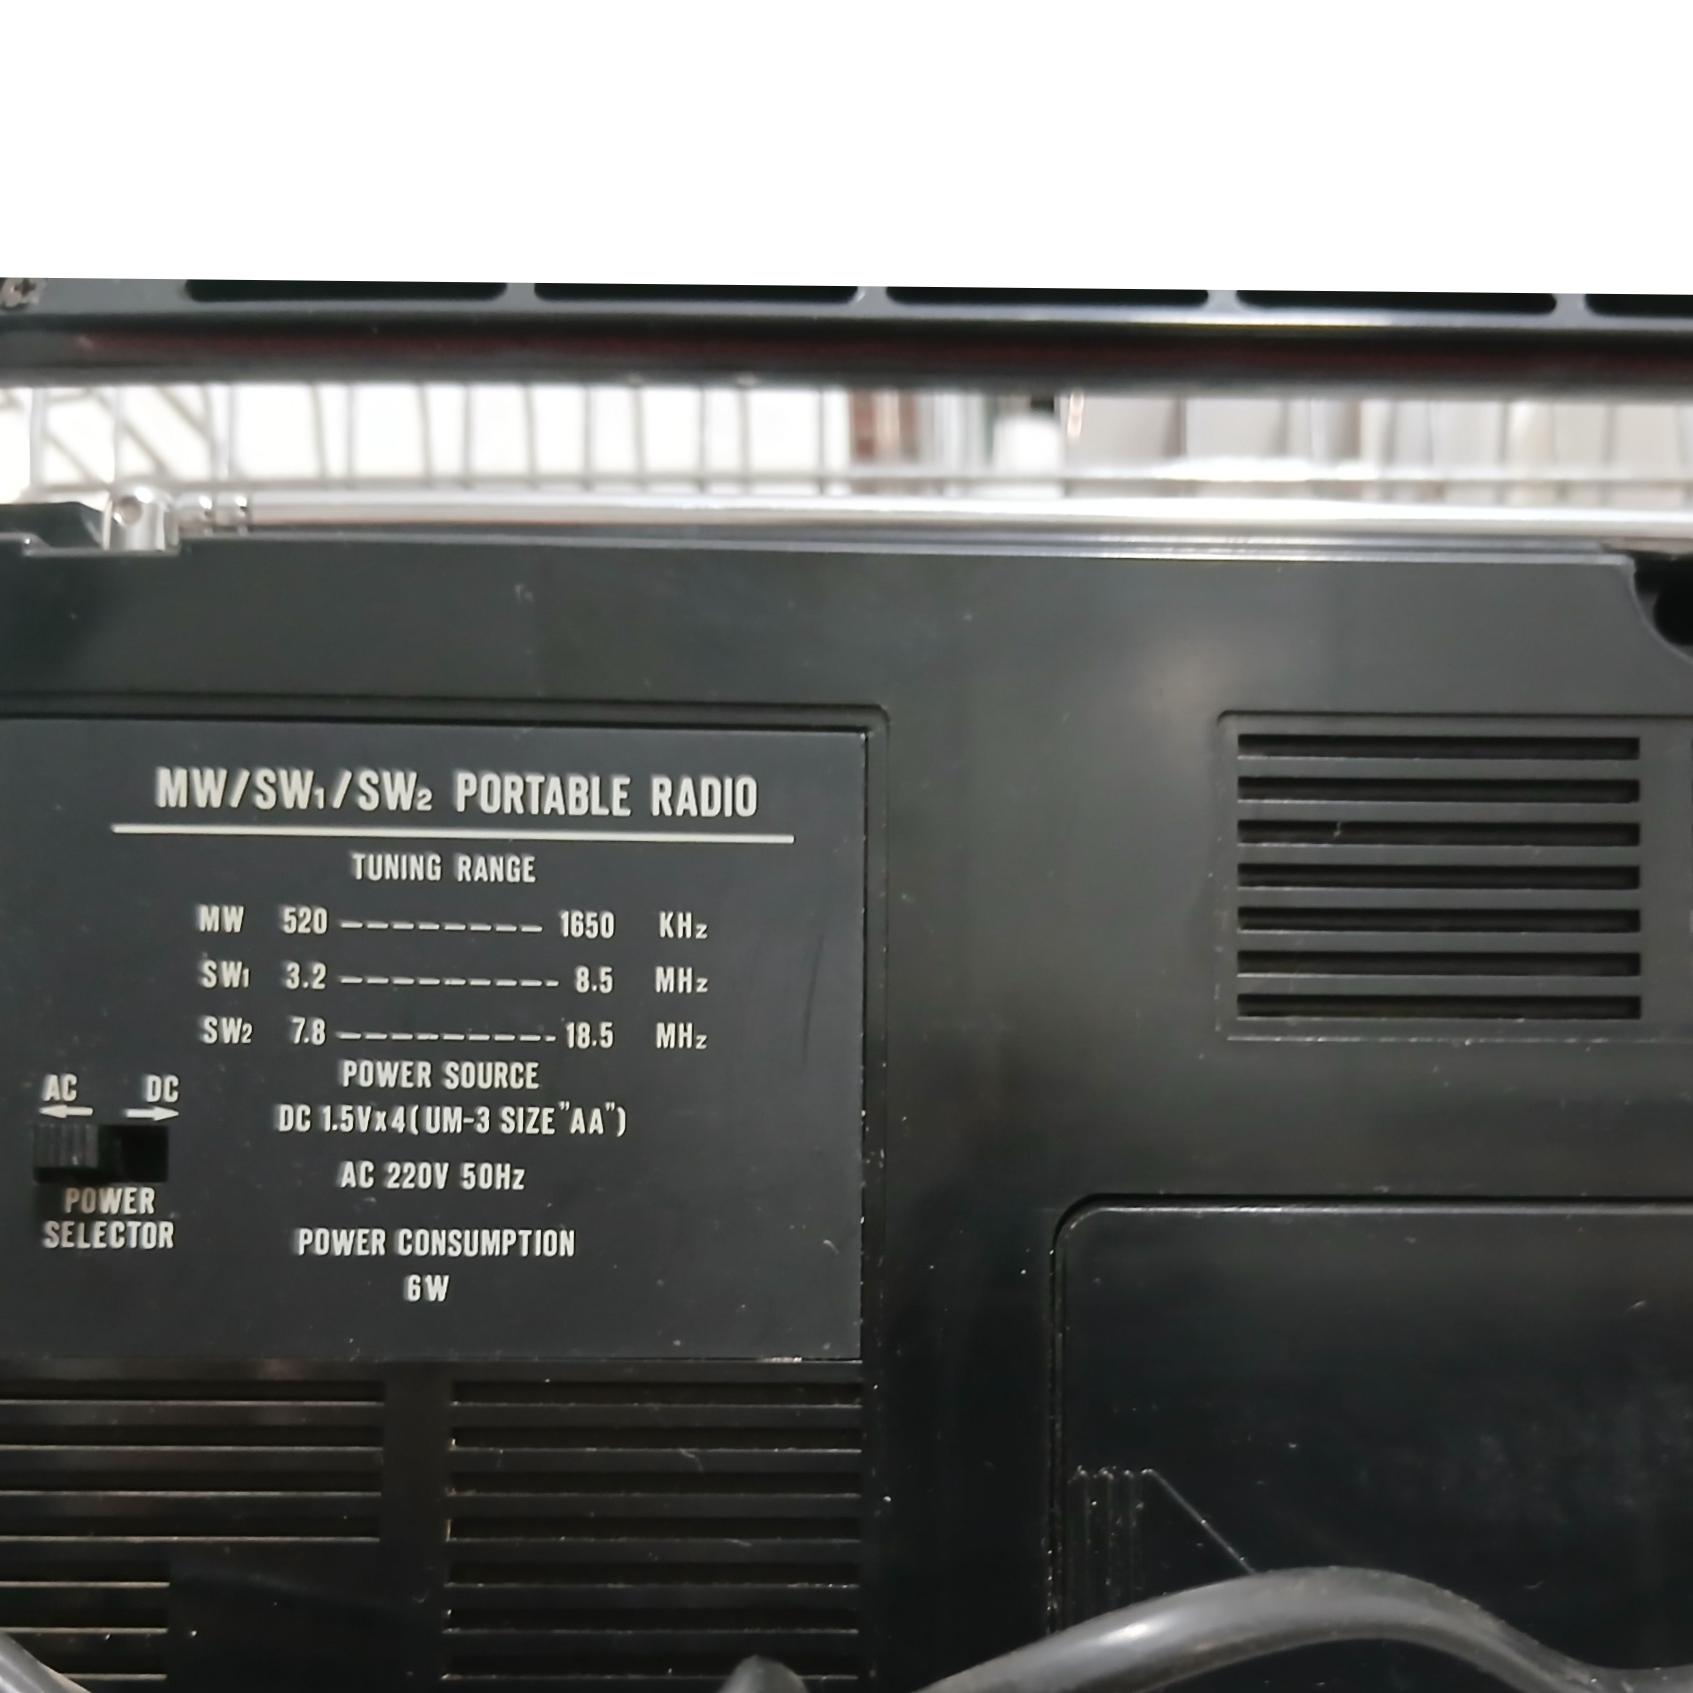 MW/SW1/SW2 PORTABLE RADIO
TUNING RANGE
MW 520 -------- 1650 KHz
SW1 3.2 --------- 8.5 MHz
SW2 7.8 --------- 18.5 MHz
POWER SOURCE
DC 1.5Vx4(UM-3 SIZE "AA")
AC 220V 50Hz
POWER CONSUMPTION
6W
AC DC
POWER
SELECTOR